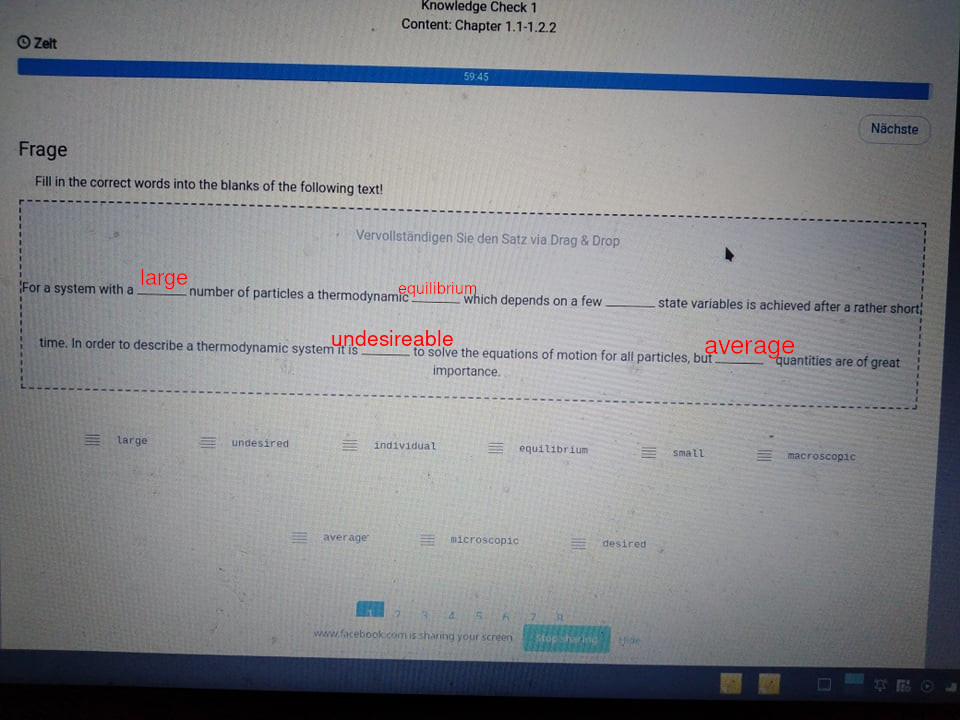 Knowledge Check 1
Content: Chapter 1.1-1.2.2
Zeit
59:45
Nächste
Frage
Fill in the correct words into the blanks of the following text!
Vervollständigen Sie den Satz via Drag & Drop
large equilibrium
For a system with a ________ number of particles a thermodynamic ________ which depends on a few ________ state variables is achieved after a rather short
undesireable average
time. In order to describe a thermodynamic system it is ________ to solve the equations of motion for all particles, but ________ quantities are of great
importance.
large undesired individual equilibrium small macroscopic
average microscopic desired
1 2 3 4 5 6 7 8
www.facebook.com is sharing your screen. Stop sharing Hide